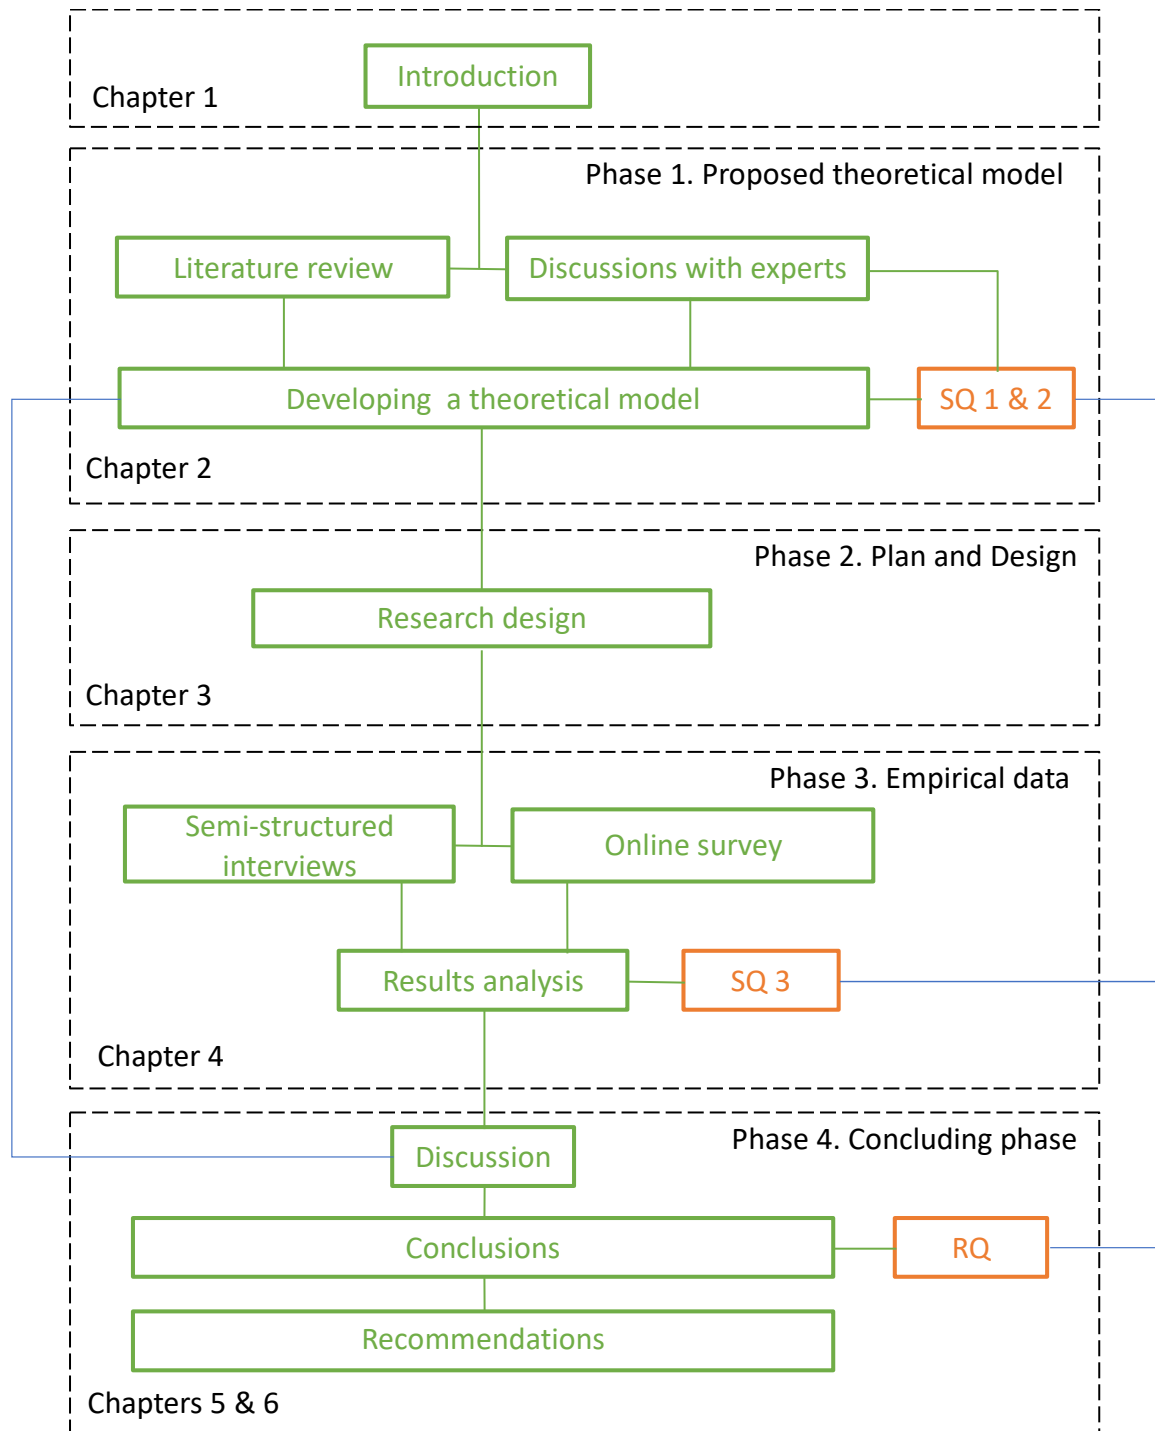 Introduction
Chapter 1
Phase 1. Proposed theoretical model
Literature review
Discussions with experts
Developing  a theoretical model
SQ 1 & 2
Chapter 2
Phase 2. Plan and Design
Research design
Chapter 3
Phase 3. Empirical data
Semi-structured
interviews
Online survey
Results analysis
SQ 3
Chapter 4
Phase 4. Concluding phase
Discussion
Conclusions
RQ
Recommendations
Chapters 5 & 6